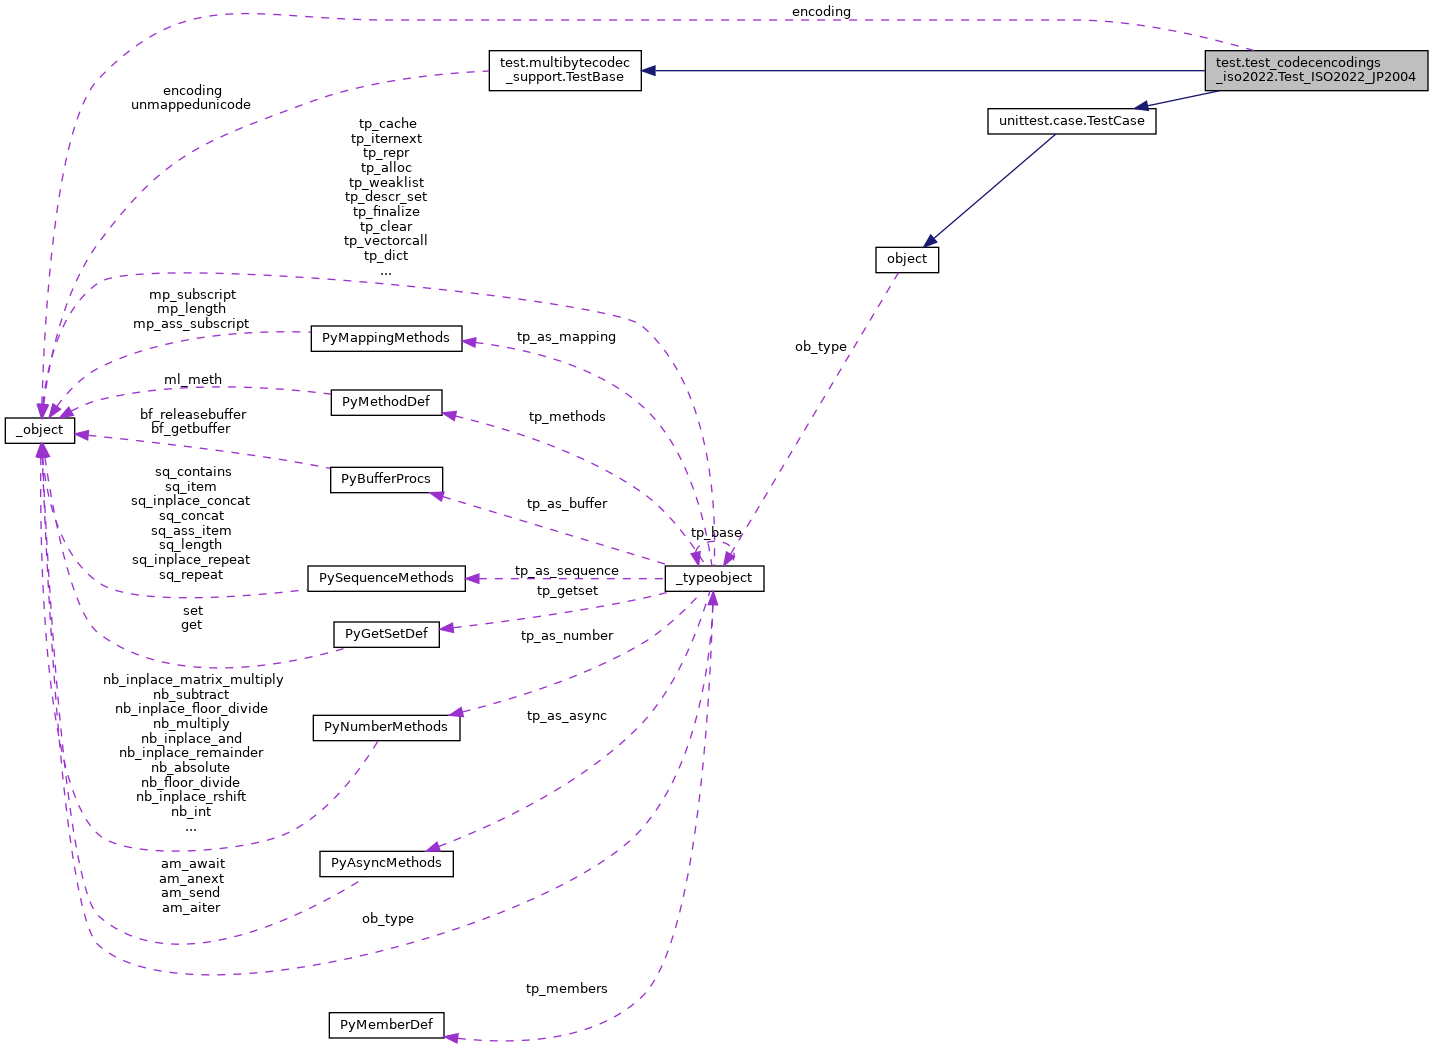 encoding
test.multibytecodec
_support.TestBase
test.test_codecencodings
_iso2022.Test_ISO2022_JP2004
encoding
unmappedunicode
unittest.case.TestCase
tp_cache
tp_iternext
tp_repr
tp_alloc
tp_weaklist
tp_descr_set
tp_finalize
tp_clear
tp_vectorcall
tp_dict
...
object
mp_subscript
mp_length
mp_ass_subscript
PyMappingMethods
tp_as_mapping
ob_type
ml_meth
PyMethodDef
tp_methods
bf_releasebuffer
bf_getbuffer
_object
PyBufferProcs
tp_as_buffer
sq_contains
sq_item
sq_inplace_concat
sq_concat
sq_ass_item
sq_length
sq_inplace_repeat
sq_repeat
tp_base
PySequenceMethods
tp_as_sequence
_typeobject
tp_getset
set
get
PyGetSetDef
tp_as_number
nb_inplace_matrix_multiply
nb_subtract
nb_inplace_floor_divide
nb_multiply
nb_inplace_and
nb_inplace_remainder
nb_absolute
nb_floor_divide
nb_inplace_rshift
nb_int
...
PyNumberMethods
tp_as_async
am_await
am_anext
am_send
am_aiter
PyAsyncMethods
ob_type
tp_members
PyMemberDef